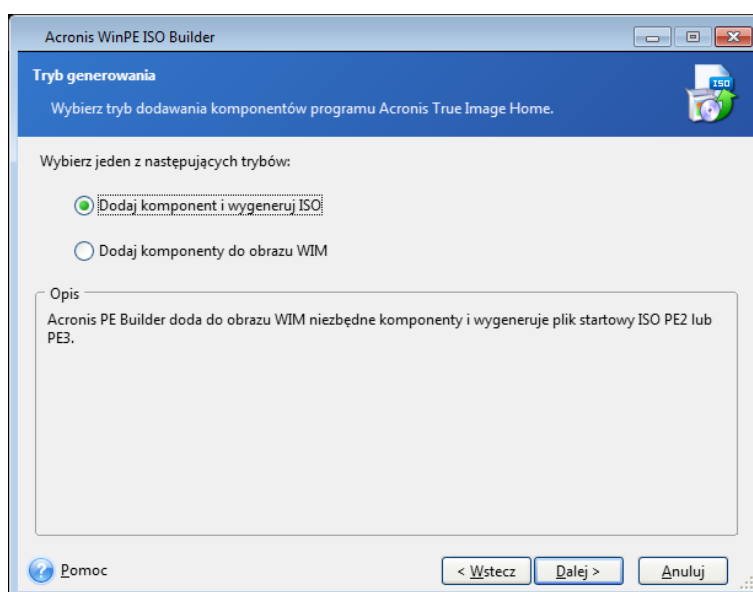 Acronis WinPE ISO Builder
Tryb generowania
Wybierz tryb dodawania komponentów programu Acronis True Image Home.
ISO
Wybierz jeden z następujących trybów:
Dodaj komponent i wygeneruj ISO
Dodaj komponenty do obrazu WIM
Opis
Acronis PE Builder doda do obrazu WIM niezbędne komponenty i wygeneruje plik startowy ISO PE2 lub
PE3.
? Pomoc
< Wstecz Dalej > Anuluj